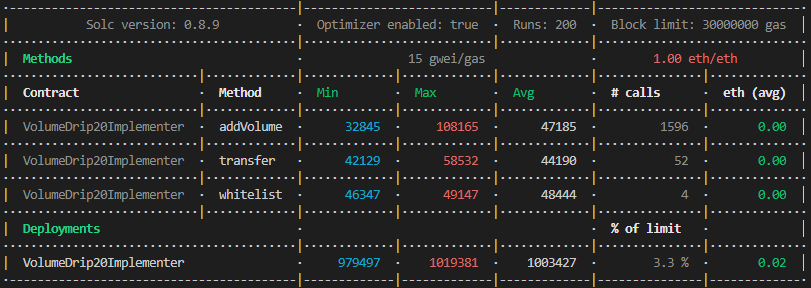 Solc version: 0.8.9 · Optimizer enabled: true · Runs: 200 · Block limit: 30000000 gas
Methods · 15 gwei/gas · 1.00 eth/eth
Contract · Method · Min · Max · Avg · # calls · eth (avg)
VolumeDrip20Implementer · addVolume · 32845 · 108165 · 47185 · 1596 · 0.00
VolumeDrip20Implementer · transfer · 42129 · 58532 · 44190 · 52 · 0.00
VolumeDrip20Implementer · whitelist · 46347 · 49147 · 48444 · 4 · 0.00
Deployments · % of limit ·
VolumeDrip20Implementer · 979497 · 1019381 · 1003427 · 3.3 % · 0.02